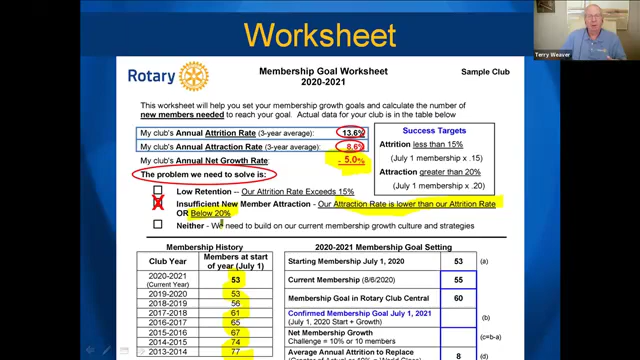 Worksheet
Terry Weaver
Rotary
Membership Goal Worksheet
2020-2021
Sample Club
This worksheet will help you set your membership growth goals and calculate the number of
new members needed to reach your goal. Actual data for your club is in the table below
My club's Annual Attrition Rate (3-year average): 13.6%
My club's Annual Attraction Rate (3-year average): 8.6%
My club's Annual Net Growth Rate: - 5.0%
The problem we need to solve is:
Success Targets
Attrition less than 15%
(July 1 membership x .15)
Attraction greater than 20%
(July 1 membership x .20)
Low Retention - Our Attrition Rate Exceeds 15%
X Insufficient New Member Attraction - Our Attraction Rate is lower than our Attrition Rate
OR Below 20%
Neither - We need to build on our current membership growth culture and strategies
Membership History
Club Year Members at start of year (July 1)
2020-2021 (Current Year) 53
2019-2020 53
2018-2019 56
2017-2018 61
2016-2017 65
2015-2016 67
2014-2015 74
2013-2014 77
2020-2021 Membership Goal Setting
Starting Membership July 1, 2020 53 (a)
Current Membership (8/6/2020) 55
Membership Goal in Rotary Club Central 60
Confirmed Membership Goal July 1, 2021
(July 1, 2020 Start + Growth) (b)
Net Membership Growth
Challenge = 10% or 10 members (c=b-a)
Average Annual Attrition to Replace 8